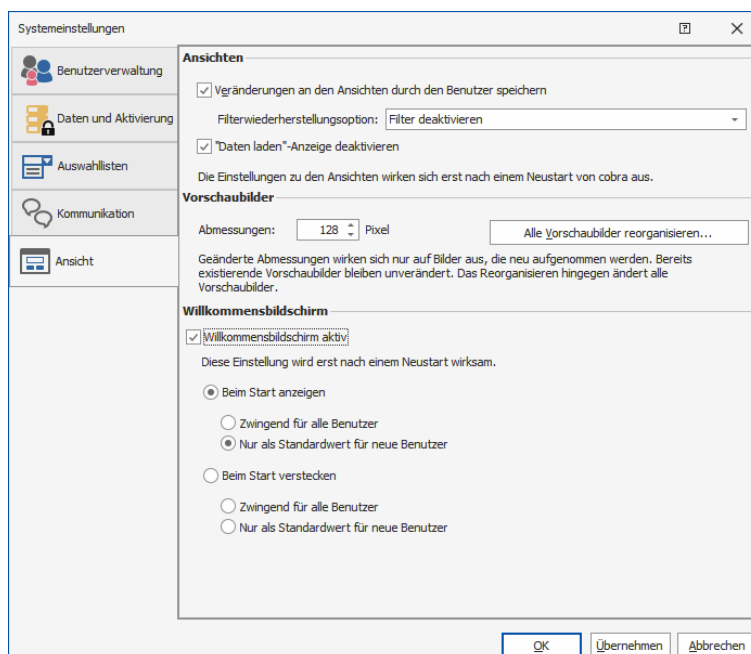 Systemeinstellungen
Benutzerverwaltung
Daten und Aktivierung
Auswahllisten
Kommunikation
Ansicht
Ansichten
Veränderungen an den Ansichten durch den Benutzer speichern
Filterwiederherstellungsoption: Filter deaktivieren
"Daten laden"-Anzeige deaktivieren
Die Einstellungen zu den Ansichten wirken sich erst nach einem Neustart von cobra aus.
Vorschaubilder
Abmessungen: 128 Pixel Alle Vorschaubilder reorganisieren...
Geänderte Abmessungen wirken sich nur auf Bilder aus, die neu aufgenommen werden. Bereits
existierende Vorschaubilder bleiben unverändert. Das Reorganisieren hingegen ändert alle
Vorschaubilder.
Willkommensbildschirm
Willkommensbildschirm aktiv
Diese Einstellung wird erst nach einem Neustart wirksam.
Beim Start anzeigen
Zwingend für alle Benutzer
Nur als Standardwert für neue Benutzer
Beim Start verstecken
Zwingend für alle Benutzer
Nur als Standardwert für neue Benutzer
OK Übernehmen Abbrechen